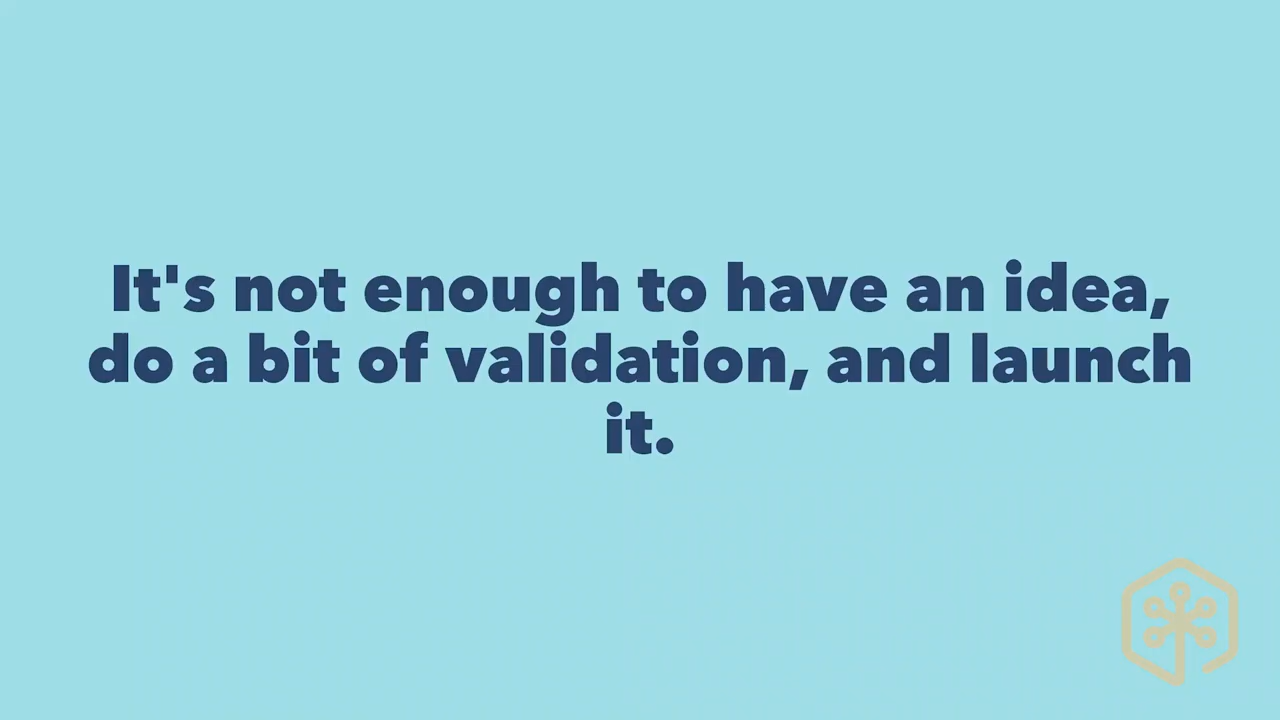 It's not enough to have an idea,
do a bit of validation, and launch
it.